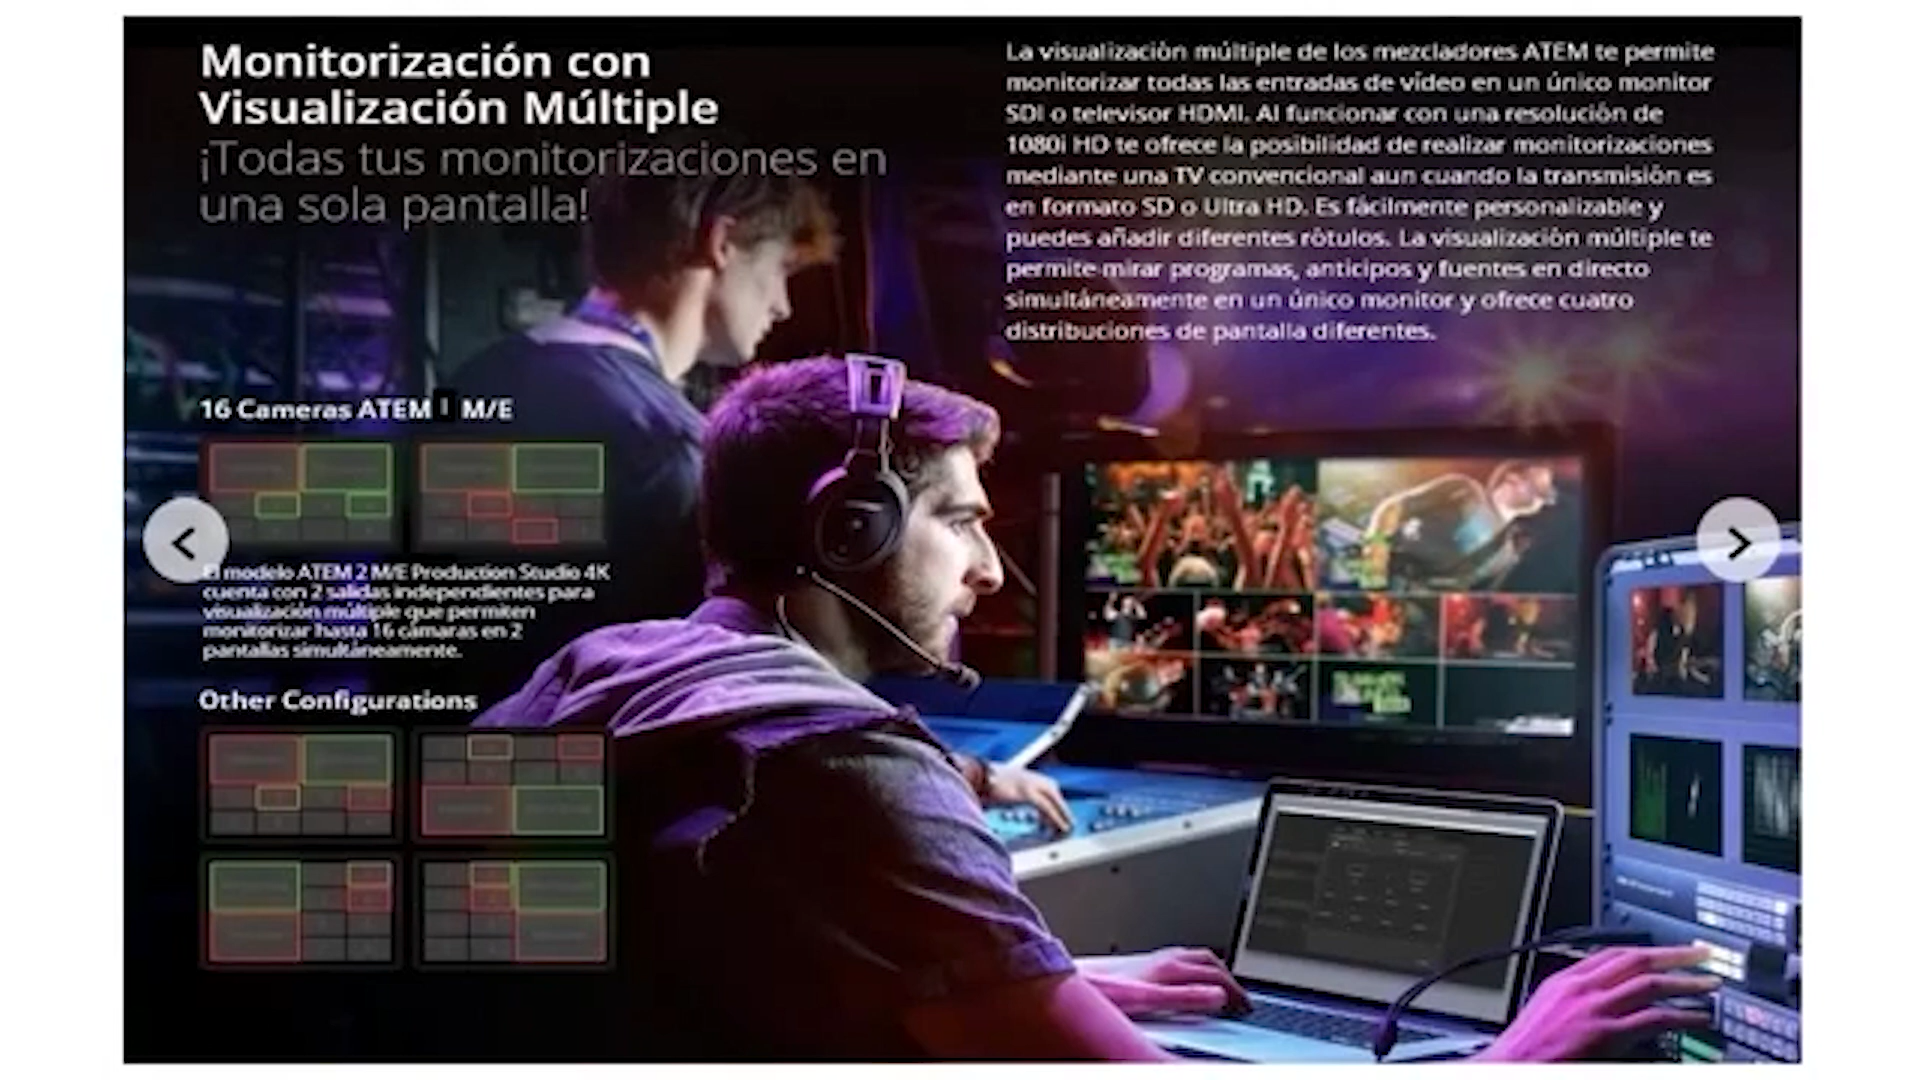 Monitorización con
Visualización Múltiple
¡Todas tus monitorizaciones en
una sola pantalla!
La visualización múltiple de los mezcladores ATEM te permite
monitorizar todas las entradas de vídeo en un único monitor
SDI o televisor HDMI. Al funcionar con una resolución de
1080i HD te ofrece la posibilidad de realizar monitorizaciones
mediante una TV convencional aun cuando la transmisión es
en formato SD o Ultra HD. Es fácilmente personalizable y
puedes añadir diferentes rótulos. La visualización múltiple te
permite mirar programas, anticipos y fuentes en directo
simultáneamente en un único monitor y ofrece cuatro
distribuciones de pantalla diferentes.
16 Cameras ATEM 1 M/E
El modelo ATEM 2 M/E Production Studio 4K
cuenta con 2 salidas independientes para
visualización múltiple que permiten
monitorizar hasta 16 cámaras en 2
pantallas simultáneamente.
Other Configurations